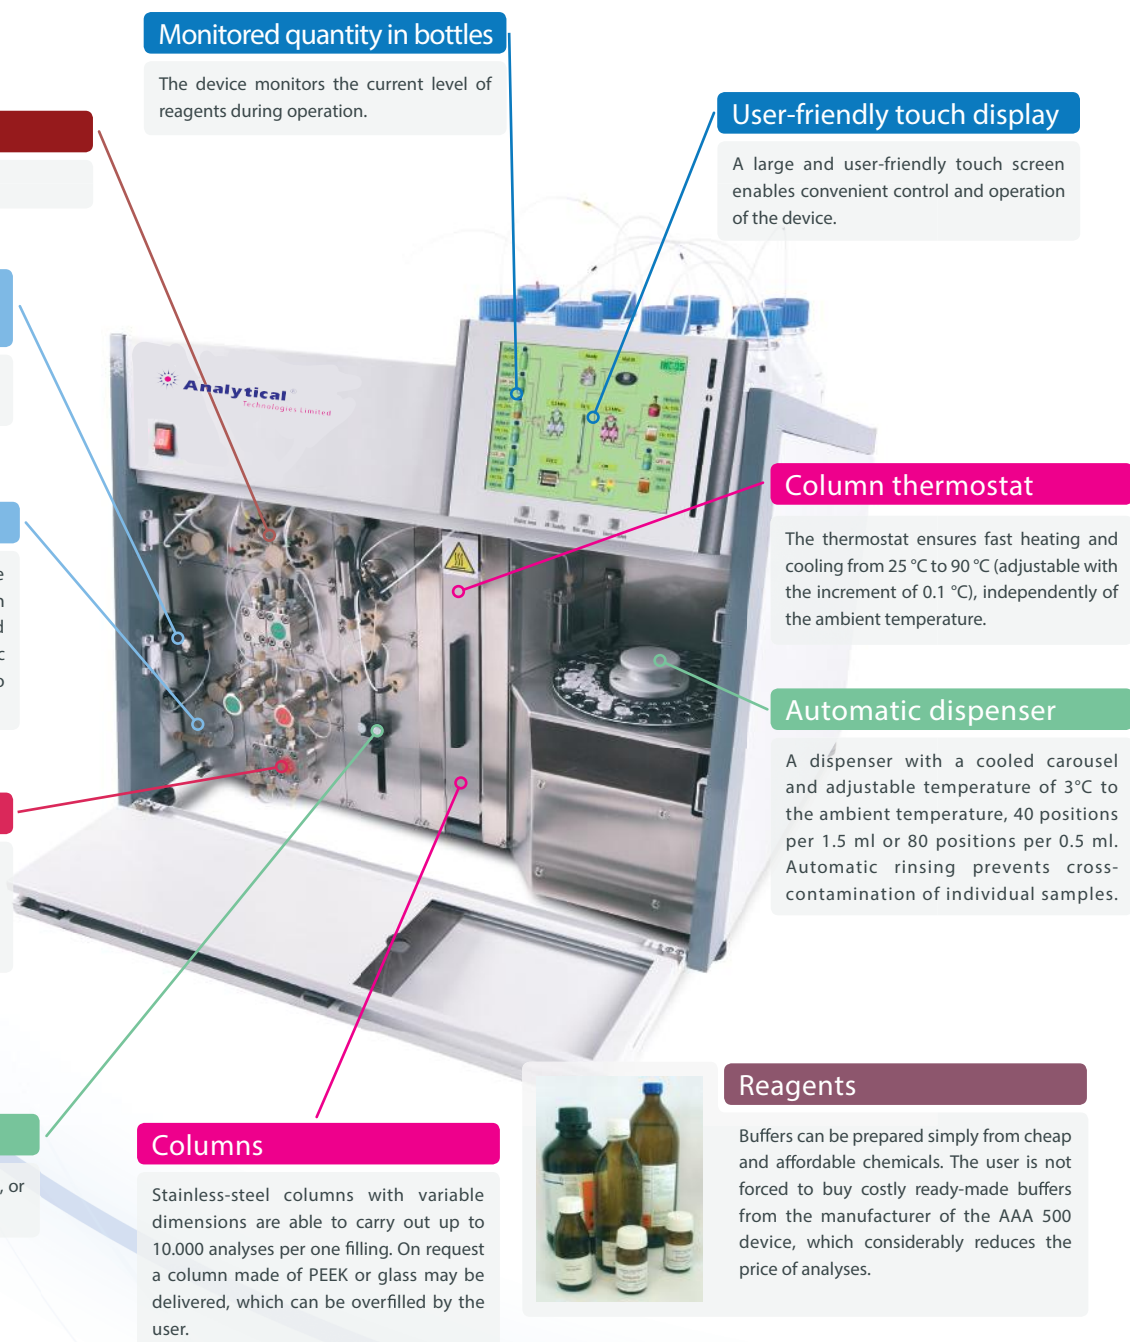 Monitored quantity in bottles
The device monitors the current level of
reagents during operation.
User-friendly touch display
A large and user-friendly touch screen
enables convenient control and operation
of the device.
Analytical
Technologies Limited
Column thermostat
The thermostat ensures fast heating and
cooling from 25 °C to 90 °C (adjustable with
the increment of 0.1 °C), independently of
the ambient temperature.
Automatic dispenser
A dispenser with a cooled carousel
and adjustable temperature of 3°C to
the ambient temperature, 40 positions
per 1.5 ml or 80 positions per 0.5 ml.
Automatic rinsing prevents cross-
contamination of individual samples.
, or
Columns
Stainless-steel columns with variable
dimensions are able to carry out up to
10.000 analyses per one filling. On request
a column made of PEEK or glass may be
delivered, which can be overfilled by the
user.
Reagents
Buffers can be prepared simply from cheap
and affordable chemicals. The user is not
forced to buy costly ready-made buffers
from the manufacturer of the AAA 500
device, which considerably reduces the
price of analyses.